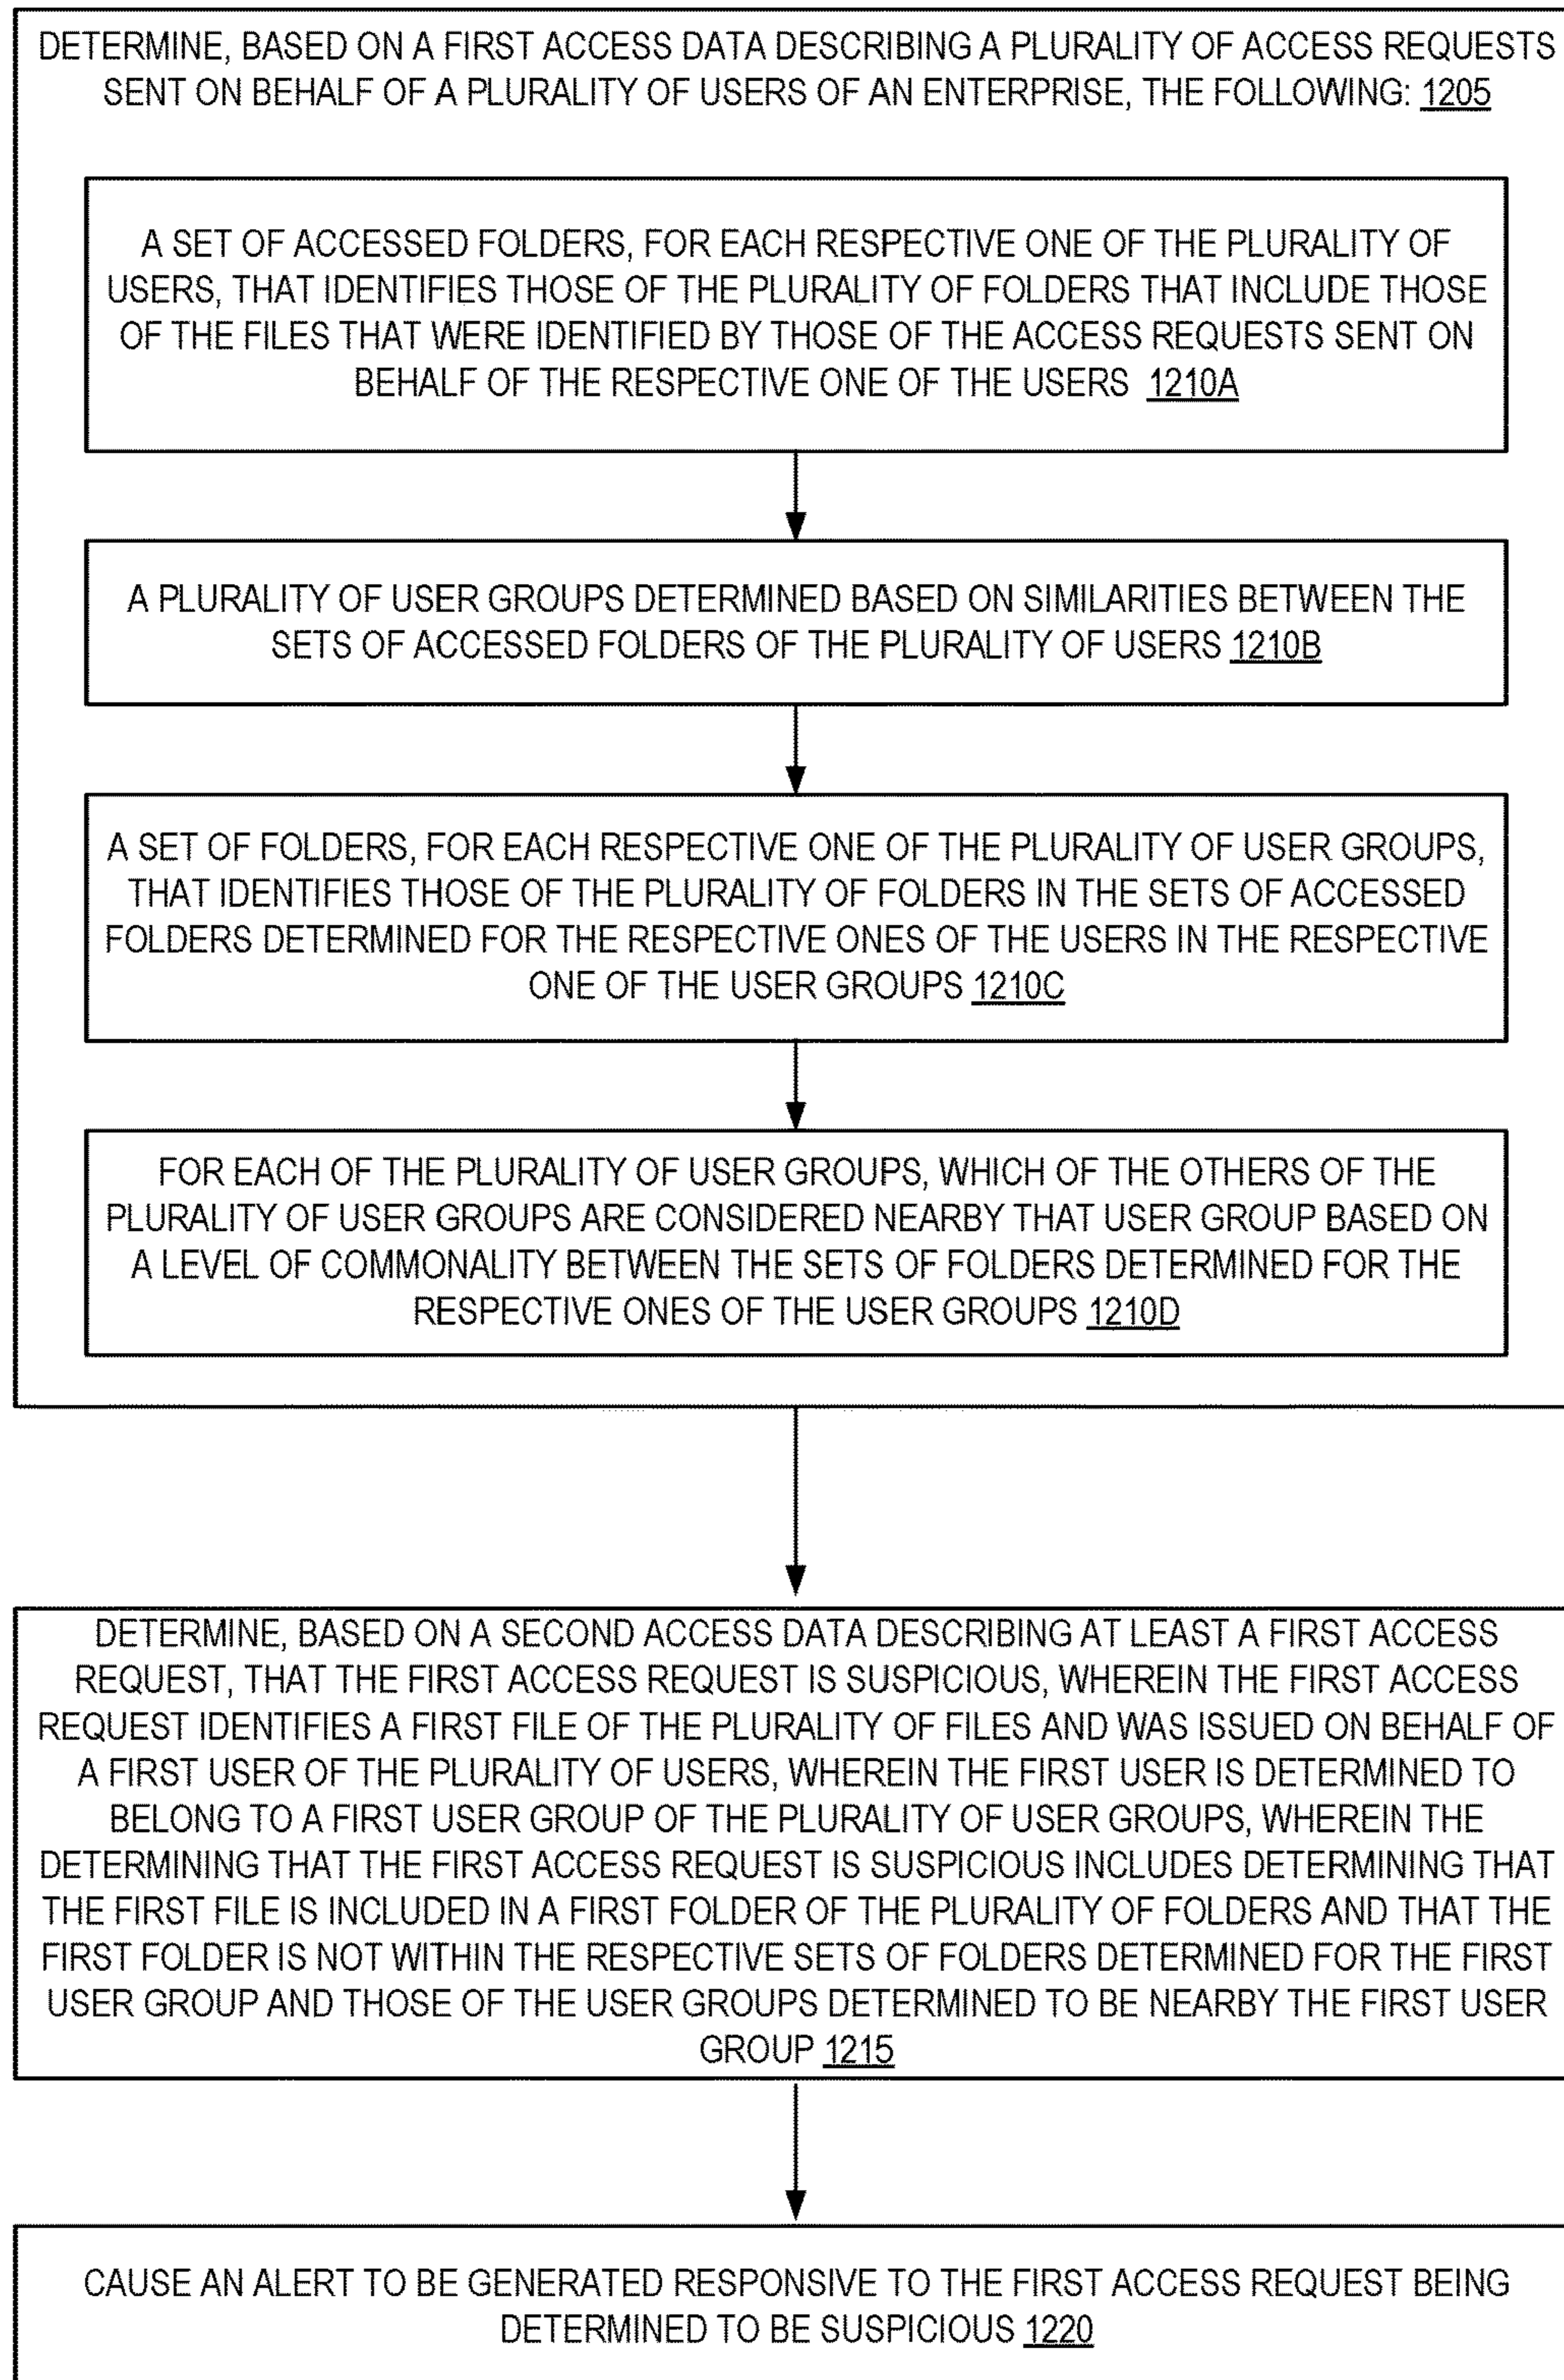 DETERMINE, BASED ON A FIRST ACCESS DATA DESCRIBING A PLURALITY OF ACCESS REQUESTS
SENT ON BEHALF OF A PLURALITY OF USERS OF AN ENTERPRISE, THE FOLLOWING: 1205
A SET OF ACCESSED FOLDERS, FOR EACH RESPECTIVE ONE OF THE PLURALITY OF
USERS, THAT IDENTIFIES THOSE OF THE PLURALITY OF FOLDERS THAT INCLUDE THOSE
OF THE FILES THAT WERE IDENTIFIED BY THOSE OF THE ACCESS REQUESTS SENT ON
BEHALF OF THE RESPECTIVE ONE OF THE USERS 1210A
A PLURALITY OF USER GROUPS DETERMINED BASED ON SIMILARITIES BETWEEN THE
SETS OF ACCESSED FOLDERS OF THE PLURALITY OF USERS 1210B
A SET OF FOLDERS, FOR EACH RESPECTIVE ONE OF THE PLURALITY OF USER GROUPS,
THAT IDENTIFIES THOSE OF THE PLURALITY OF FOLDERS IN THE SETS OF ACCESSED
FOLDERS DETERMINED FOR THE RESPECTIVE ONES OF THE USERS IN THE RESPECTIVE
ONE OF THE USER GROUPS 1210C
FOR EACH OF THE PLURALITY OF USER GROUPS, WHICH OF THE OTHERS OF THE
PLURALITY OF USER GROUPS ARE CONSIDERED NEARBY THAT USER GROUP BASED ON
A LEVEL OF COMMONALITY BETWEEN THE SETS OF FOLDERS DETERMINED FOR THE
RESPECTIVE ONES OF THE USER GROUPS 1210D
DETERMINE, BASED ON A SECOND ACCESS DATA DESCRIBING AT LEAST A FIRST ACCESS
REQUEST, THAT THE FIRST ACCESS REQUEST IS SUSPICIOUS, WHEREIN THE FIRST ACCESS
REQUEST IDENTIFIES A FIRST FILE OF THE PLURALITY OF FILES AND WAS ISSUED ON BEHALF OF
A FIRST USER OF THE PLURALITY OF USERS, WHEREIN THE FIRST USER IS DETERMINED TO
BELONG TO A FIRST USER GROUP OF THE PLURALITY OF USER GROUPS, WHEREIN THE
DETERMINING THAT THE FIRST ACCESS REQUEST IS SUSPICIOUS INCLUDES DETERMINING THAT
THE FIRST FILE IS INCLUDED IN A FIRST FOLDER OF THE PLURALITY OF FOLDERS AND THAT THE
FIRST FOLDER IS NOT WITHIN THE RESPECTIVE SETS OF FOLDERS DETERMINED FOR THE FIRST
USER GROUP AND THOSE OF THE USER GROUPS DETERMINED TO BE NEARBY THE FIRST USER
GROUP 1215
CAUSE AN ALERT TO BE GENERATED RESPONSIVE TO THE FIRST ACCESS REQUEST BEING
DETERMINED TO BE SUSPICIOUS 1220